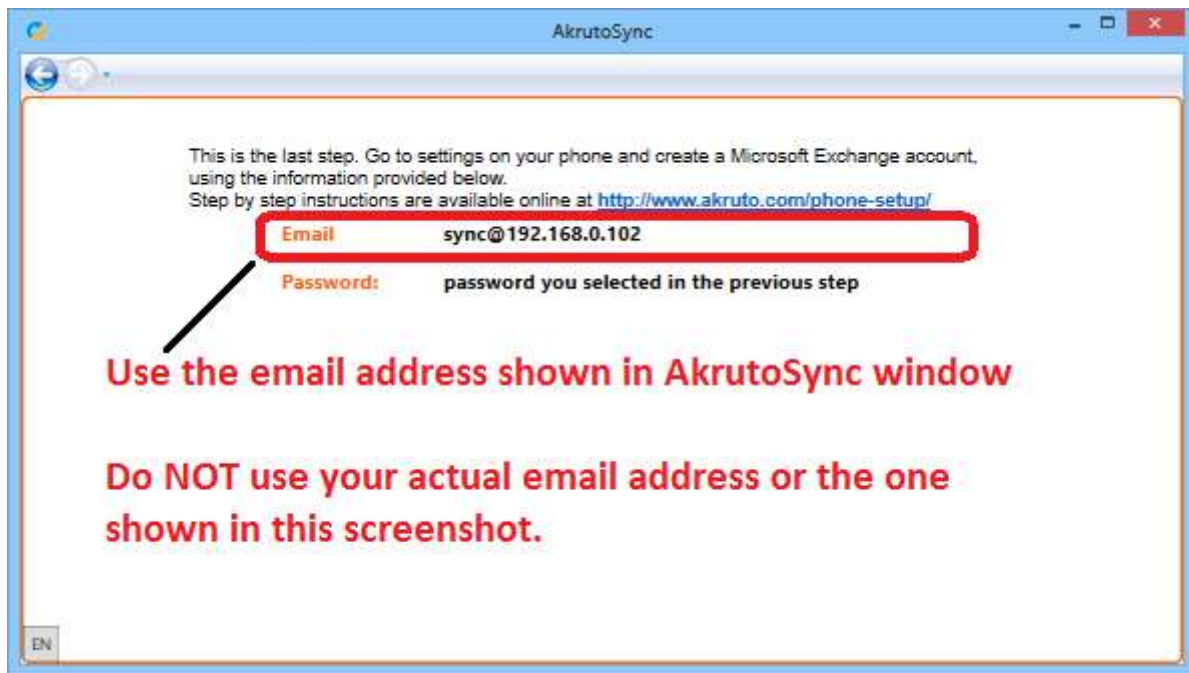 AkrutoSync
This is the last step. Go to settings on your phone and create a Microsoft Exchange account,
using the information provided below.
Step by step instructions are available online at http://www.akruto.com/phone-setup/
Email sync@192.168.0.102
Password: password you selected in the previous step
Use the email address shown in AkrutoSync window
Do NOT use your actual email address or the one
shown in this screenshot.
EN